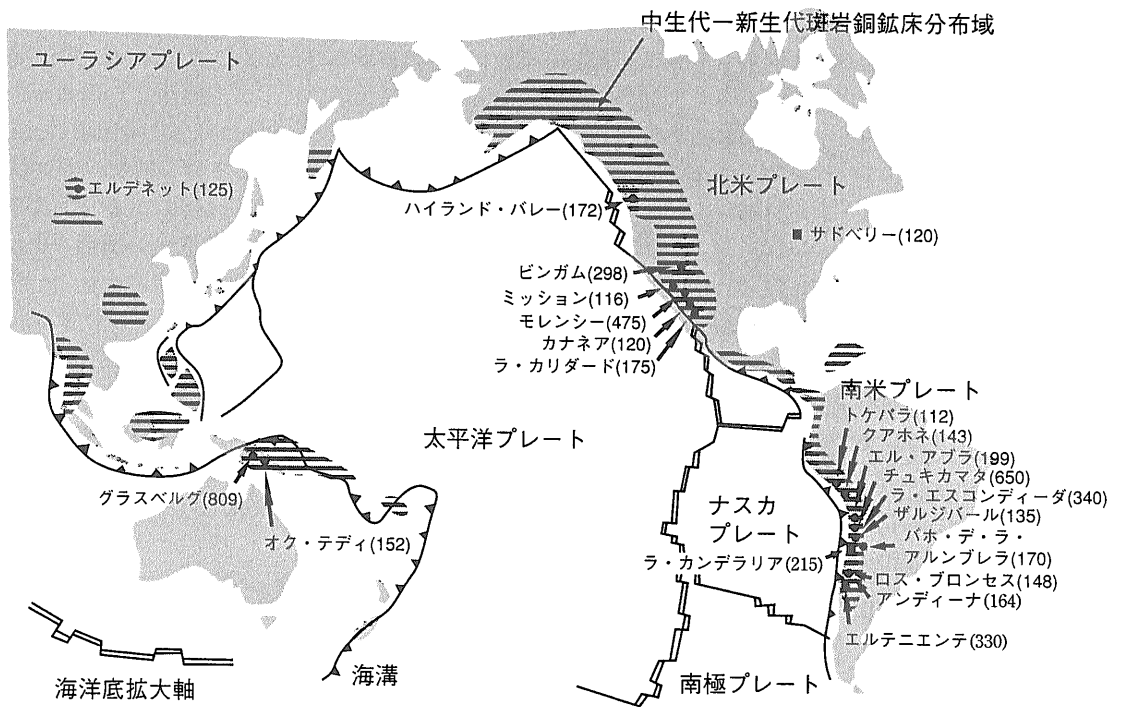 中生代ー新生代斑岩銅鉱床分布域
ユーラシアプレート
エルデネット(125)
北米プレート
ハイランド・バレー(172)
サドベリー(120)
ビンガム(298)
ミッション(116)
モレンシー(475)
カナネア(120)
ラ・カリダード(175)
南米プレート
トケパラ(112)
クアホネ(143)
エル・アブラ(199)
チュキカマタ(650)
ラ・エスコンディーダ(340)
ザルジバール(135)
バホ・デ・ラ・
アルンブレラ(170)
ロス・ブロンセス(148)
アンディーナ(164)
エルテニエンテ(330)
太平洋プレート
ナスカ
プレート
ラ・カンデラリア(215)
グラスベルグ(809)
オク・テディ(152)
海洋底拡大軸
海溝
南極プレート